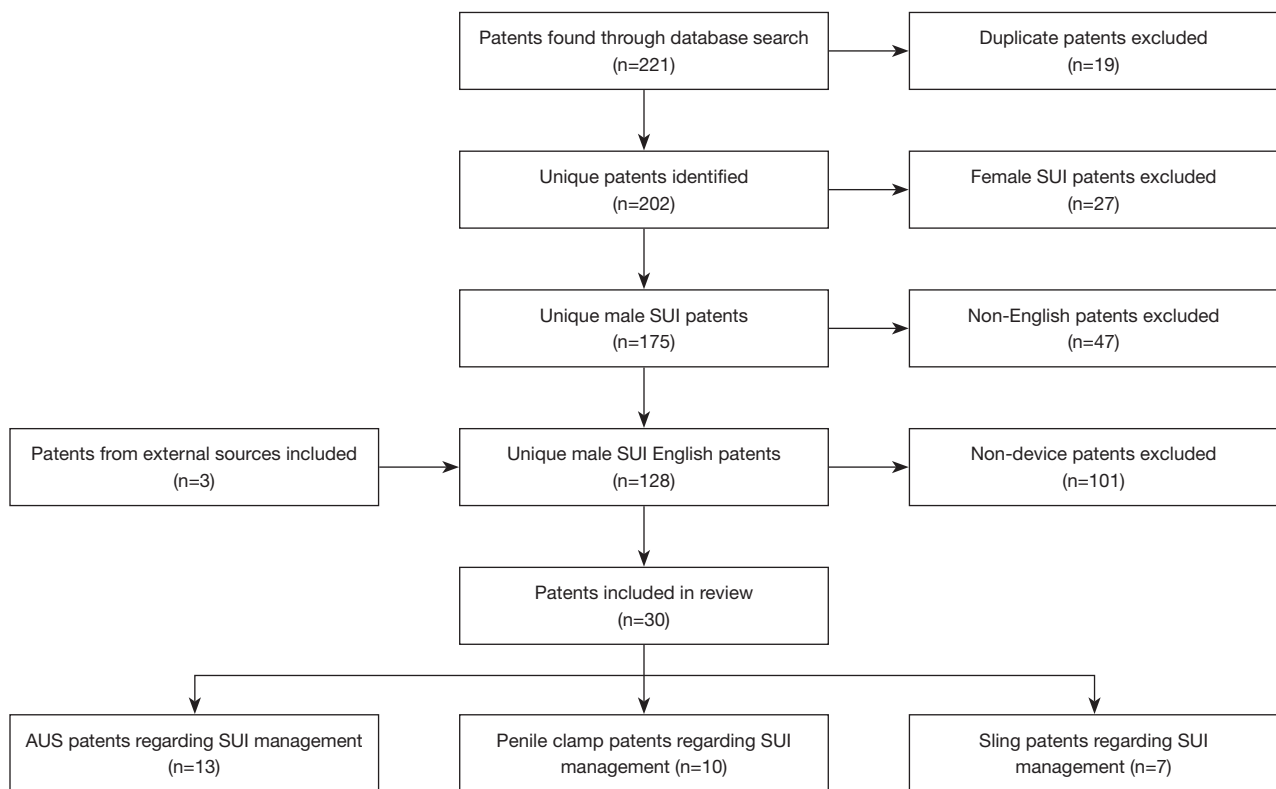 Patents found through database search
(n=221)
Duplicate patents excluded
(n=19)
Unique patents identified
(n=202)
Female SUI patents excluded
(n=27)
Unique male SUI patents
(n=175)
Non-English patents excluded
(n=47)
Patents from external sources included
(n=3)
Unique male SUI English patents
(n=128)
Non-device patents excluded
(n=101)
Patents included in review
(n=30)
AUS patents regarding SUI management
(n=13)
Penile clamp patents regarding SUI
management (n=10)
Sling patents regarding SUI
management (n=7)